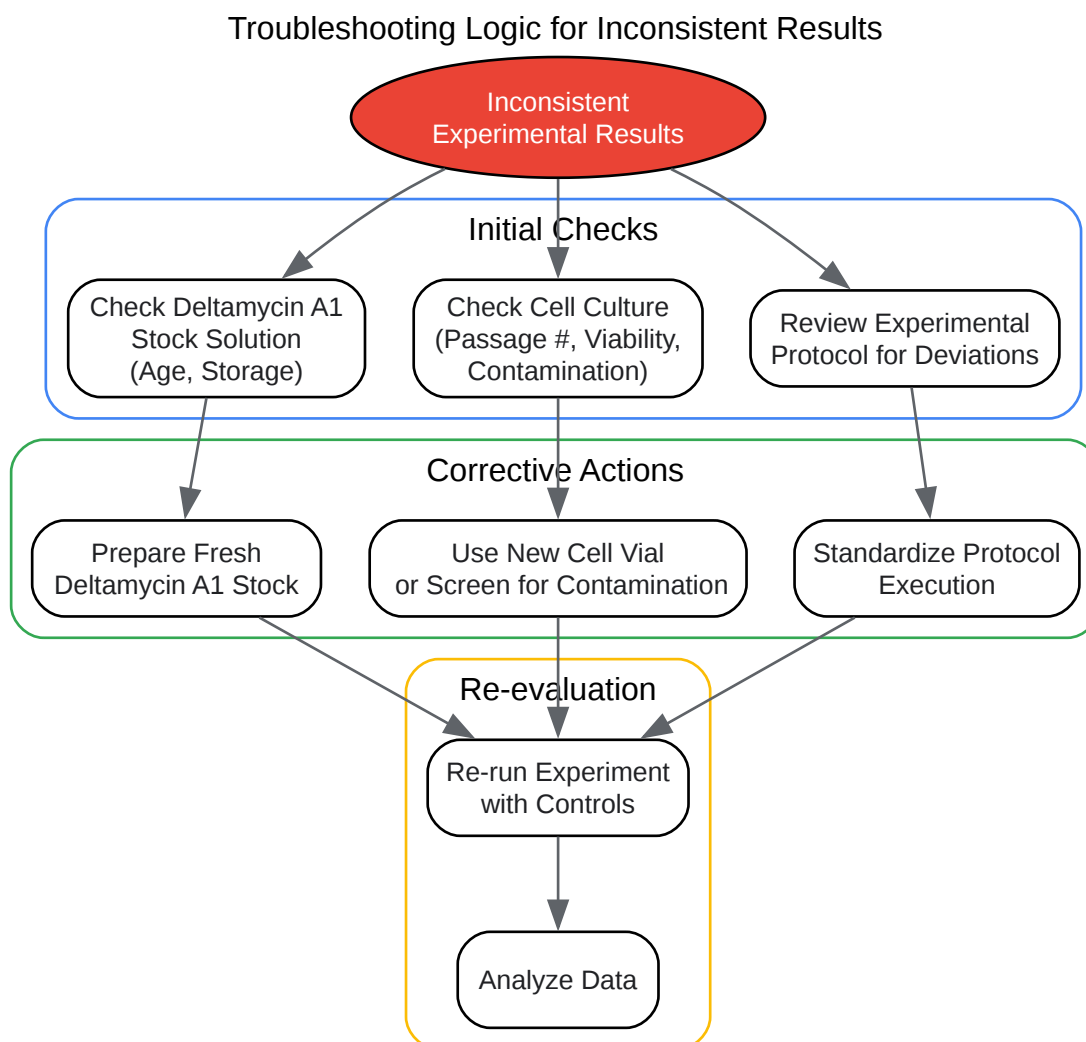 Troubleshooting Logic for Inconsistent Results
Inconsistent
Experimental Results
Initial Checks
Check Deltamycin A1
Stock Solution
(Age, Storage)
Check Cell Culture
(Passage #, Viability,
Contamination)
Review Experimental
Protocol for Deviations
Corrective Actions
Prepare Fresh
Deltamycin A1 Stock
Use New Cell Vial
or Screen for Contamination
Standardize Protocol
Execution
Re-evaluation
Re-run Experiment
with Controls
Analyze Data